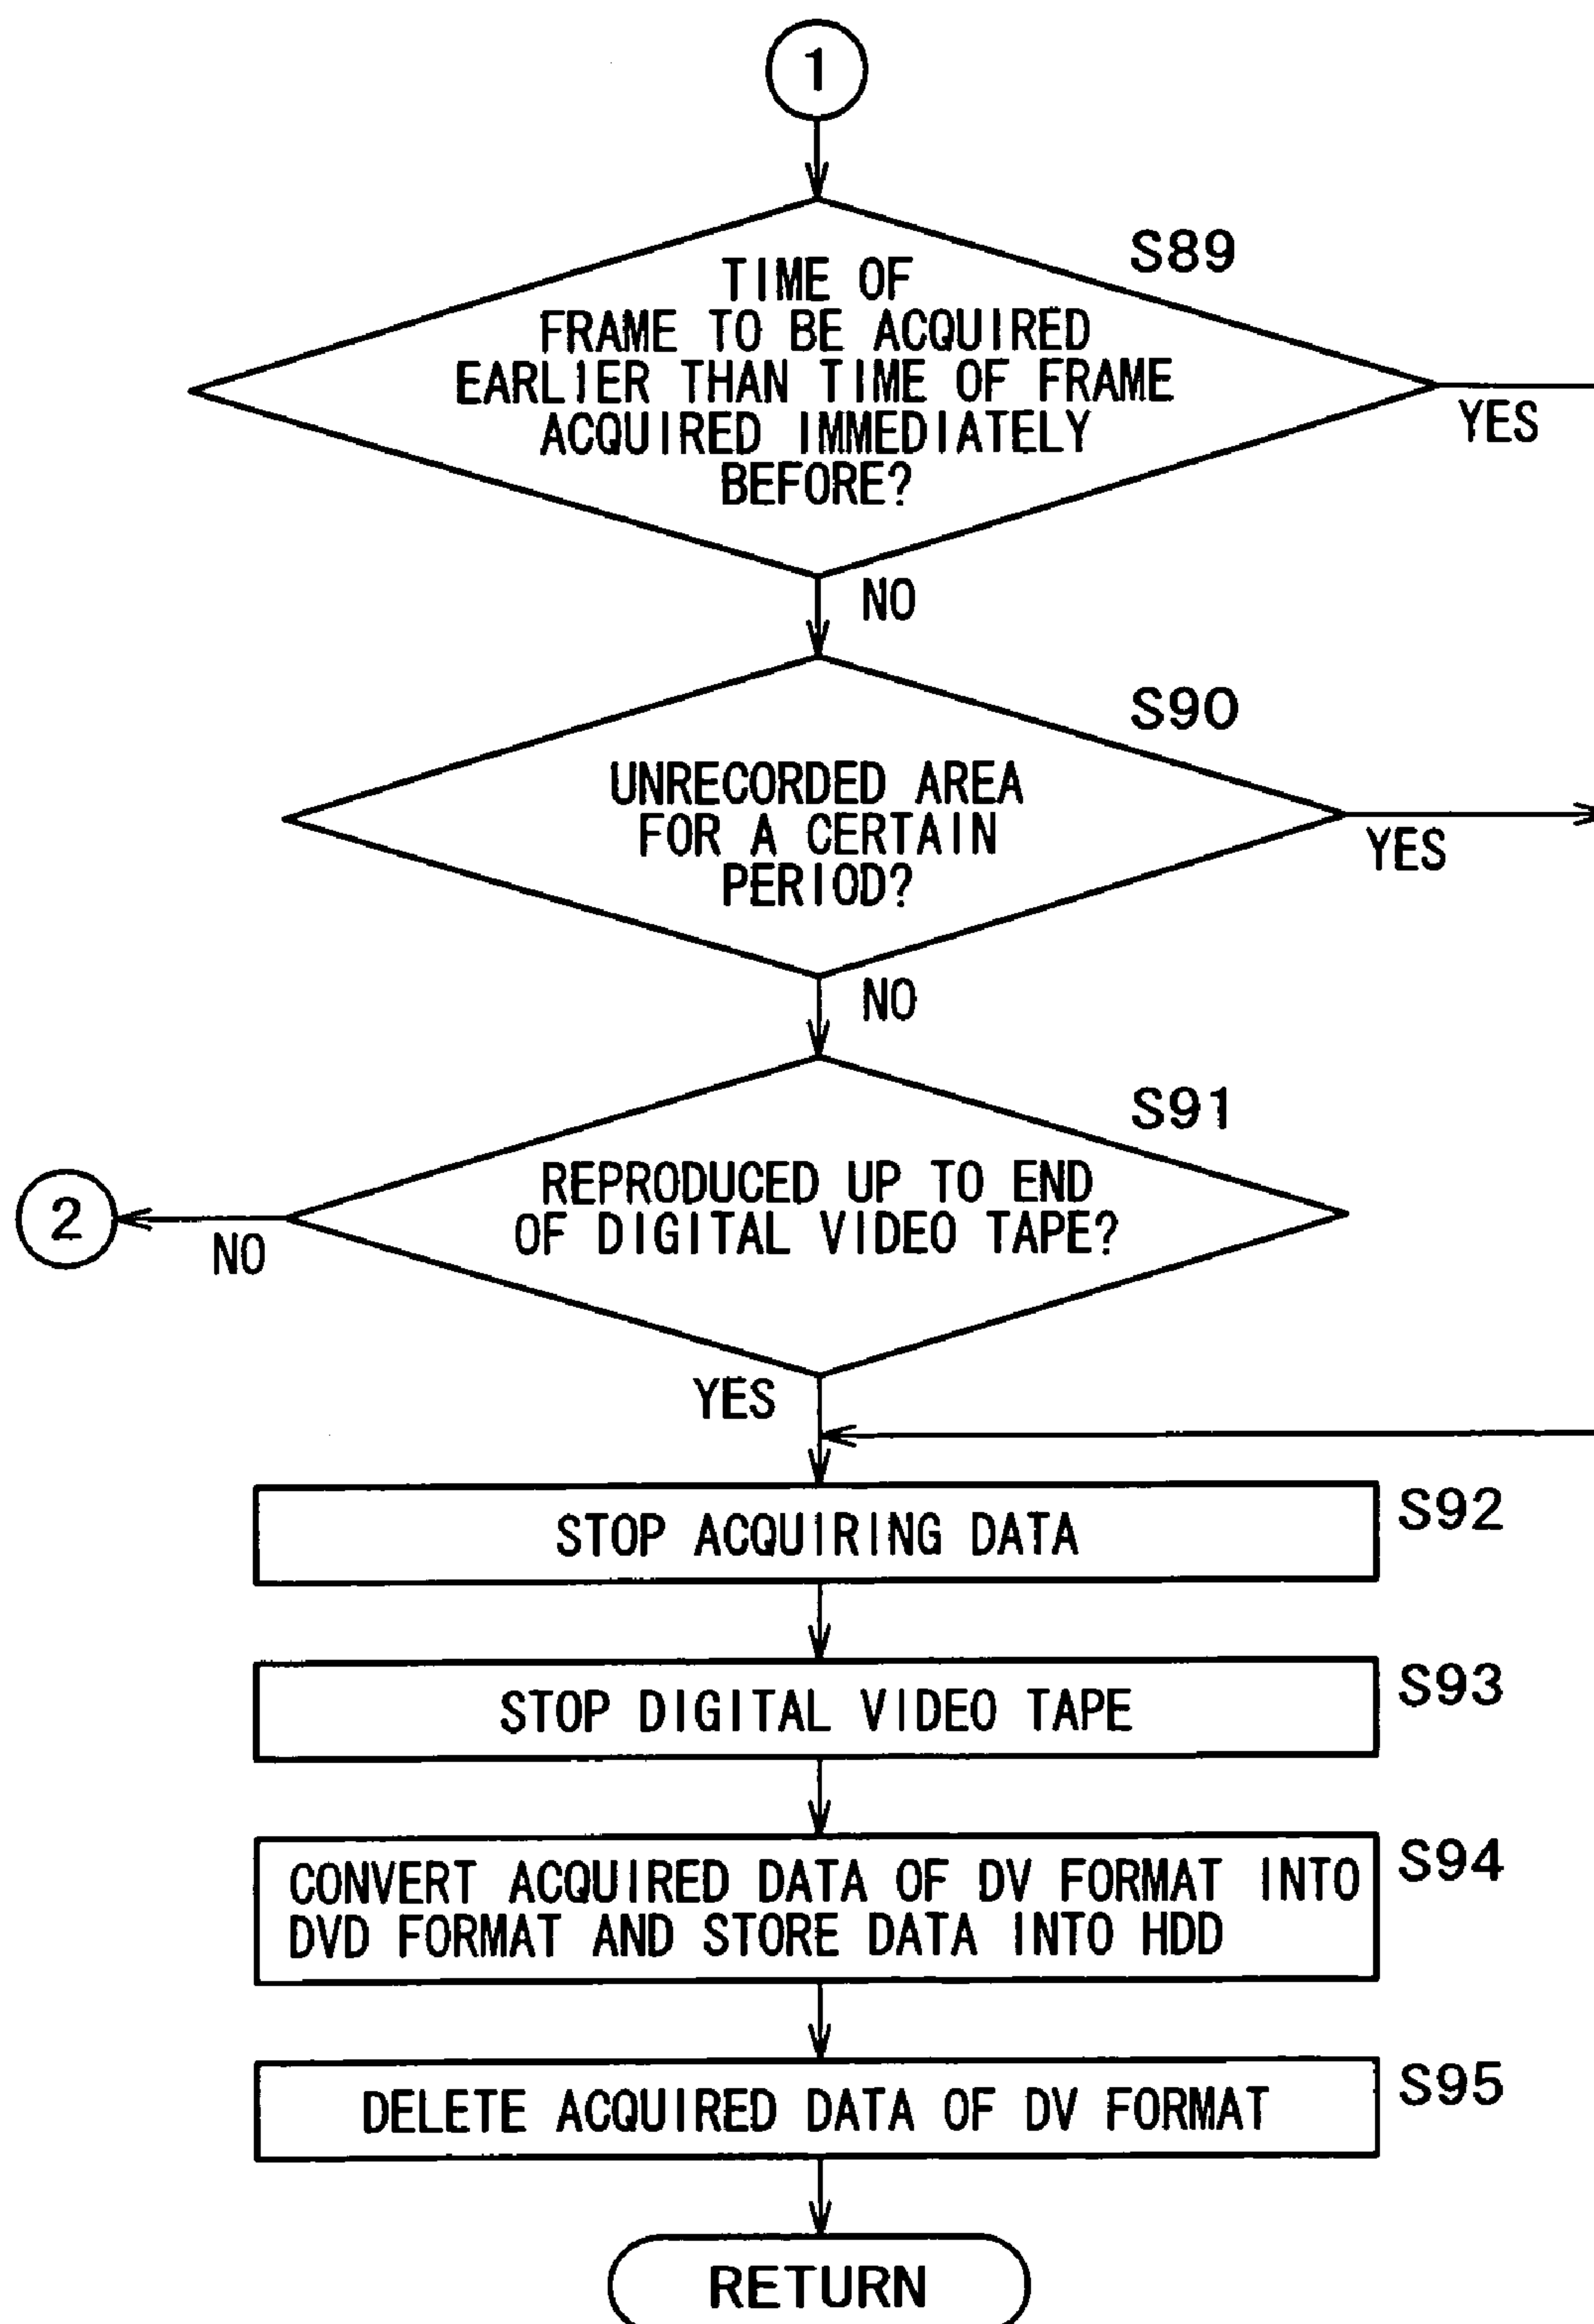 1
S89
TIME OF
FRAME TO BE ACQUIRED
EARLIER THAN TIME OF FRAME
ACQUIRED IMMEDIATELY
BEFORE?
YES
NO
S90
UNRECORDED AREA
FOR A CERTAIN
PERIOD?
YES
NO
S91
REPRODUCED UP TO END
OF DIGITAL VIDEO TAPE?
2
NO
YES
STOP ACQUIRING DATA
S92
STOP DIGITAL VIDEO TAPE
S93
CONVERT ACQUIRED DATA OF DV FORMAT INTO
DVD FORMAT AND STORE DATA INTO HDD
S94
DELETE ACQUIRED DATA OF DV FORMAT
S95
RETURN